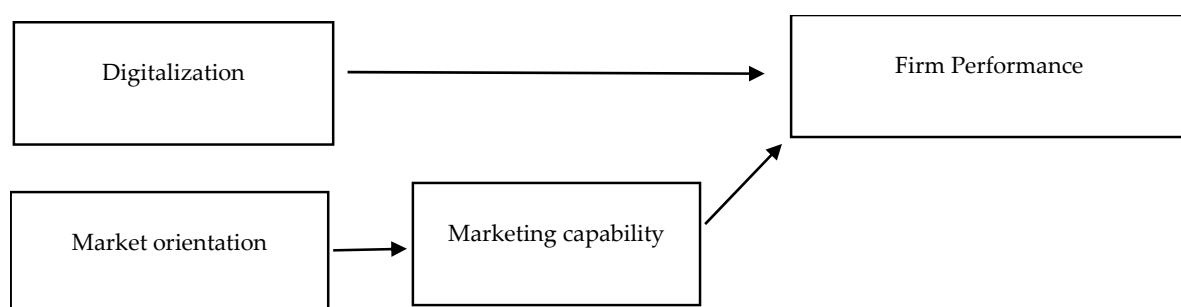 Digitalization
Firm Performance
Market orientation
Marketing capability